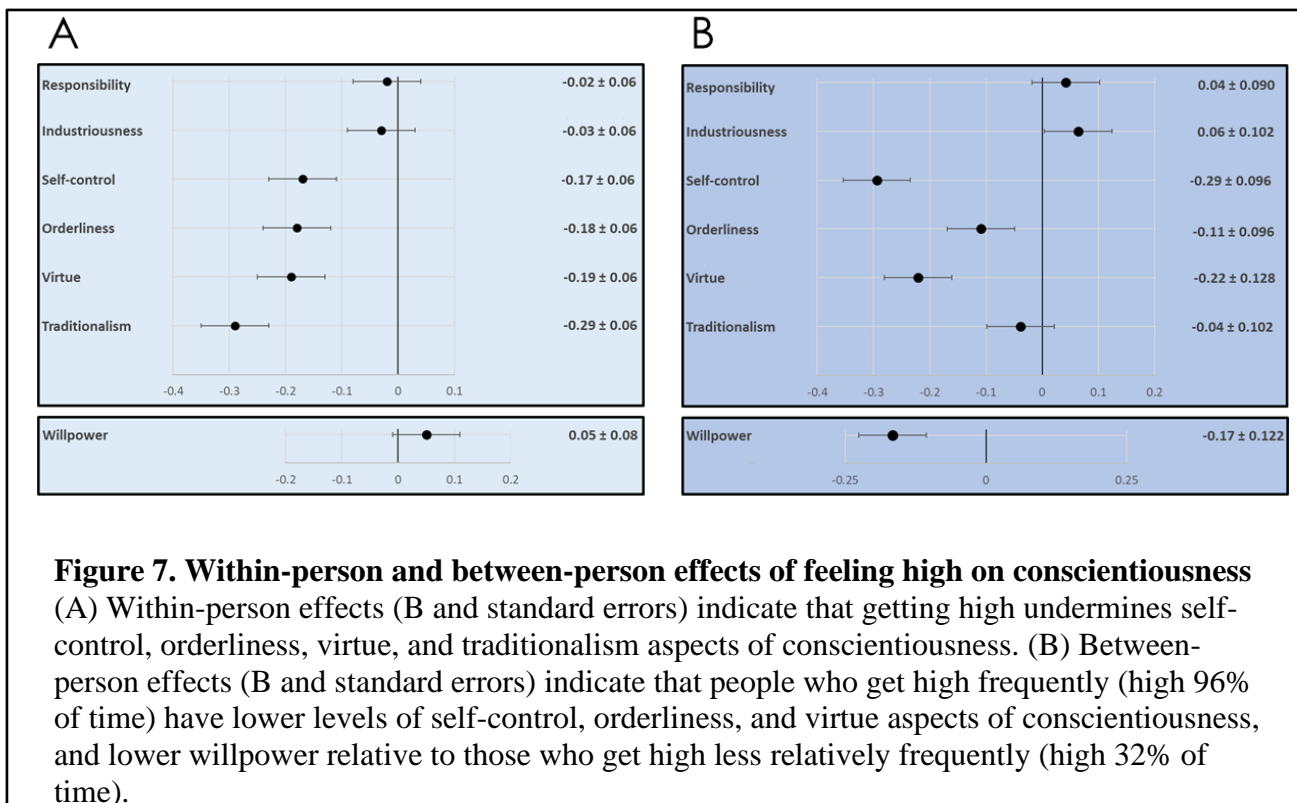 A
Responsibility -0.02 ± 0.06
Industriousness -0.03 ± 0.06
Self-control -0.17 ± 0.06
Orderliness -0.18 ± 0.06
Virtue -0.19 ± 0.06
Traditionalism -0.29 ± 0.06
-0.4 -0.3 -0.2 -0.1 0 0.1
Willpower 0.05 ± 0.08
-0.2 -0.1 0 0.1 0.2
B
Responsibility 0.04 ± 0.090
Industriousness 0.06 ± 0.102
Self-control -0.29 ± 0.096
Orderliness -0.11 ± 0.096
Virtue -0.22 ± 0.128
Traditionalism -0.04 ± 0.102
-0.4 -0.3 -0.2 -0.1 0 0.1 0.2
Willpower -0.17 ± 0.122
-0.25 0 0.25
Figure 7. Within-person and between-person effects of feeling high on conscientiousness
(A) Within-person effects (B and standard errors) indicate that getting high undermines self-
control, orderliness, virtue, and traditionalism aspects of conscientiousness. (B) Between-
person effects (B and standard errors) indicate that people who get high frequently (high 96%
of time) have lower levels of self-control, orderliness, and virtue aspects of conscientiousness,
and lower willpower relative to those who get high less relatively frequently (high 32% of
time).